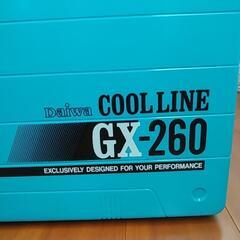 Daiwa COOL LINE
GX-260
EXCLUSIVELY DESIGNED FOR YOUR PERFORMANCE